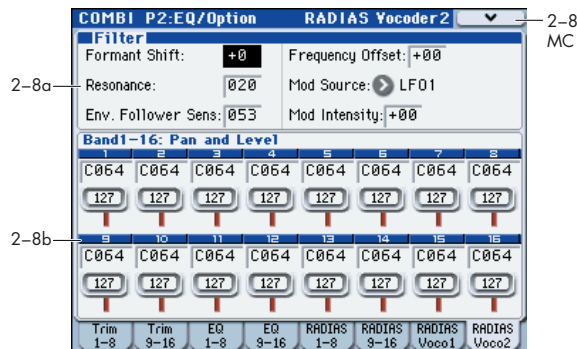 COMBI P2:EQ/Option RADIAS Vocoder2
2–8
MC
Filter
Formant Shift: +0 Frequency Offset: +00
2–8a
Resonance: 020 Mod Source: LFO1
Env. Follower Sens: 053 Mod Intensity: +00
Band1-16: Pan and Level
1 2 3 4 5 6 7 8
C064 C064 C064 C064 C064 C064 C064 C064
127 127 127 127 127 127 127 127
2–8b
9 10 11 12 13 14 15 16
C064 C064 C064 C064 C064 C064 C064 C064
127 127 127 127 127 127 127 127
Trim 1-8 Trim 9-16 EQ 1-8 EQ 9-16 RADIAS 1-8 RADIAS 9-16 RADIAS Voco1 RADIAS Voco2